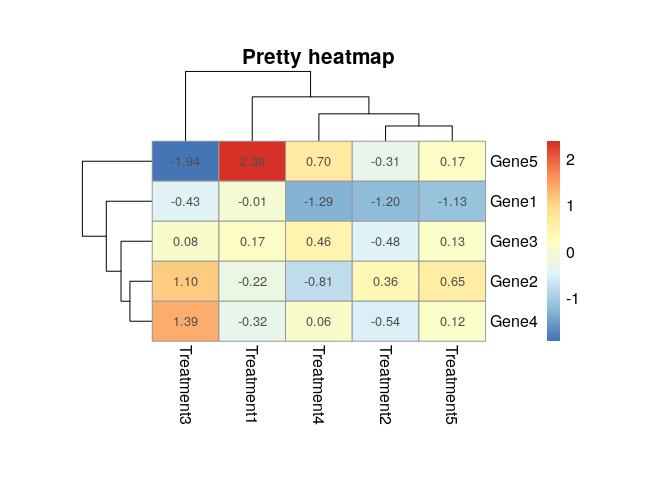 Pretty heatmap
-1.94 2.39 0.70 -0.31 0.17 Gene5
-0.43 -0.01 -1.29 -1.20 -1.13 Gene1
0.08 0.17 0.46 -0.48 0.13 Gene3
1.10 -0.22 -0.81 0.36 0.65 Gene2
1.39 -0.32 0.06 -0.54 0.12 Gene4
Treatment3
Treatment1
Treatment4
Treatment2
Treatment5
2
1
0
-1